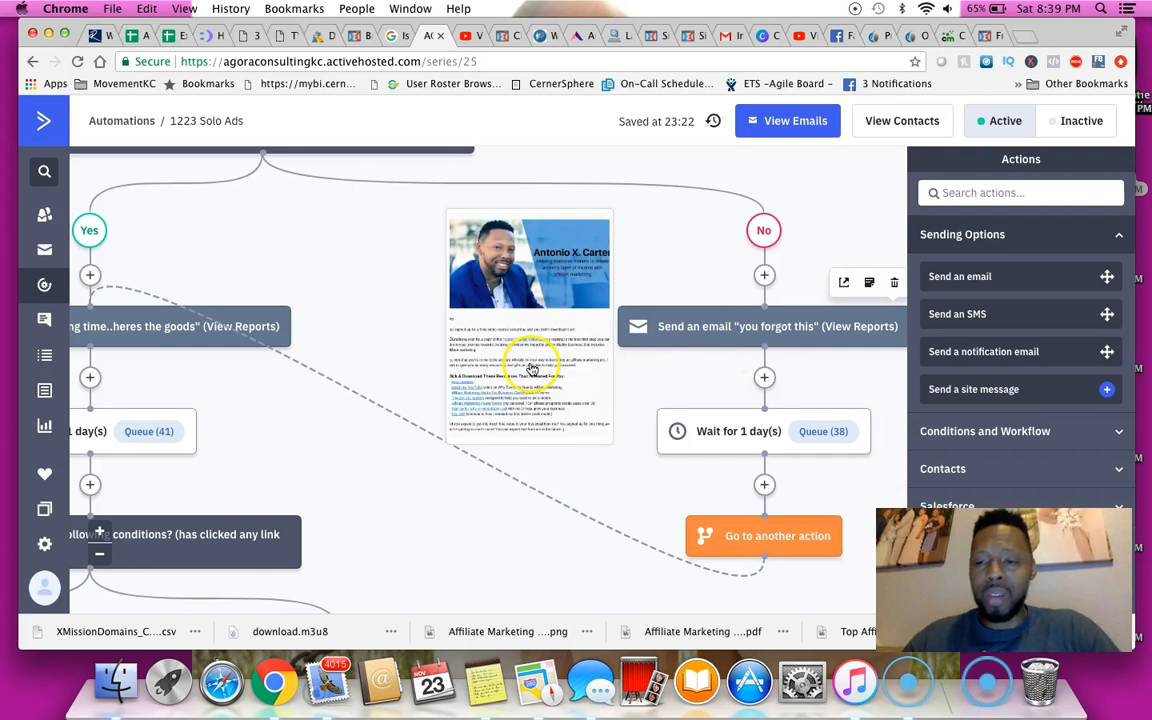 Chrome File Edit View History Bookmarks People Window Help 65% Sat 8:39 PM
Secure https://agoraconsultingkc.activehosted.com/series/25
Apps MovementKC Bookmarks https://mybi.cern... User Roster Brows... CernerSphere On-Call Schedule... ETS -Agile Board - 3 Notifications » Other Bookmarks
Automations / 1223 Solo Ads Saved at 23:22 View Emails View Contacts Active Inactive
Actions
Search actions...
Sending Options
Send an email
Send an SMS
Send a notification email
Send a site message
Conditions and Workflow
Contacts
Salesforce
Yes
No
Antonio X. Carter
ng time..heres the goods" (View Reports)
Send an email "you forgot this" (View Reports)
1 day(s) Queue (41)
Wait for 1 day(s) Queue (38)
Go to another action
conditions? (has clicked any link
XMissionDomains_C....csv download.m3u8 Affiliate Marketing ....png Affiliate Marketing ....pdf Top Affi
4015
NOV
23